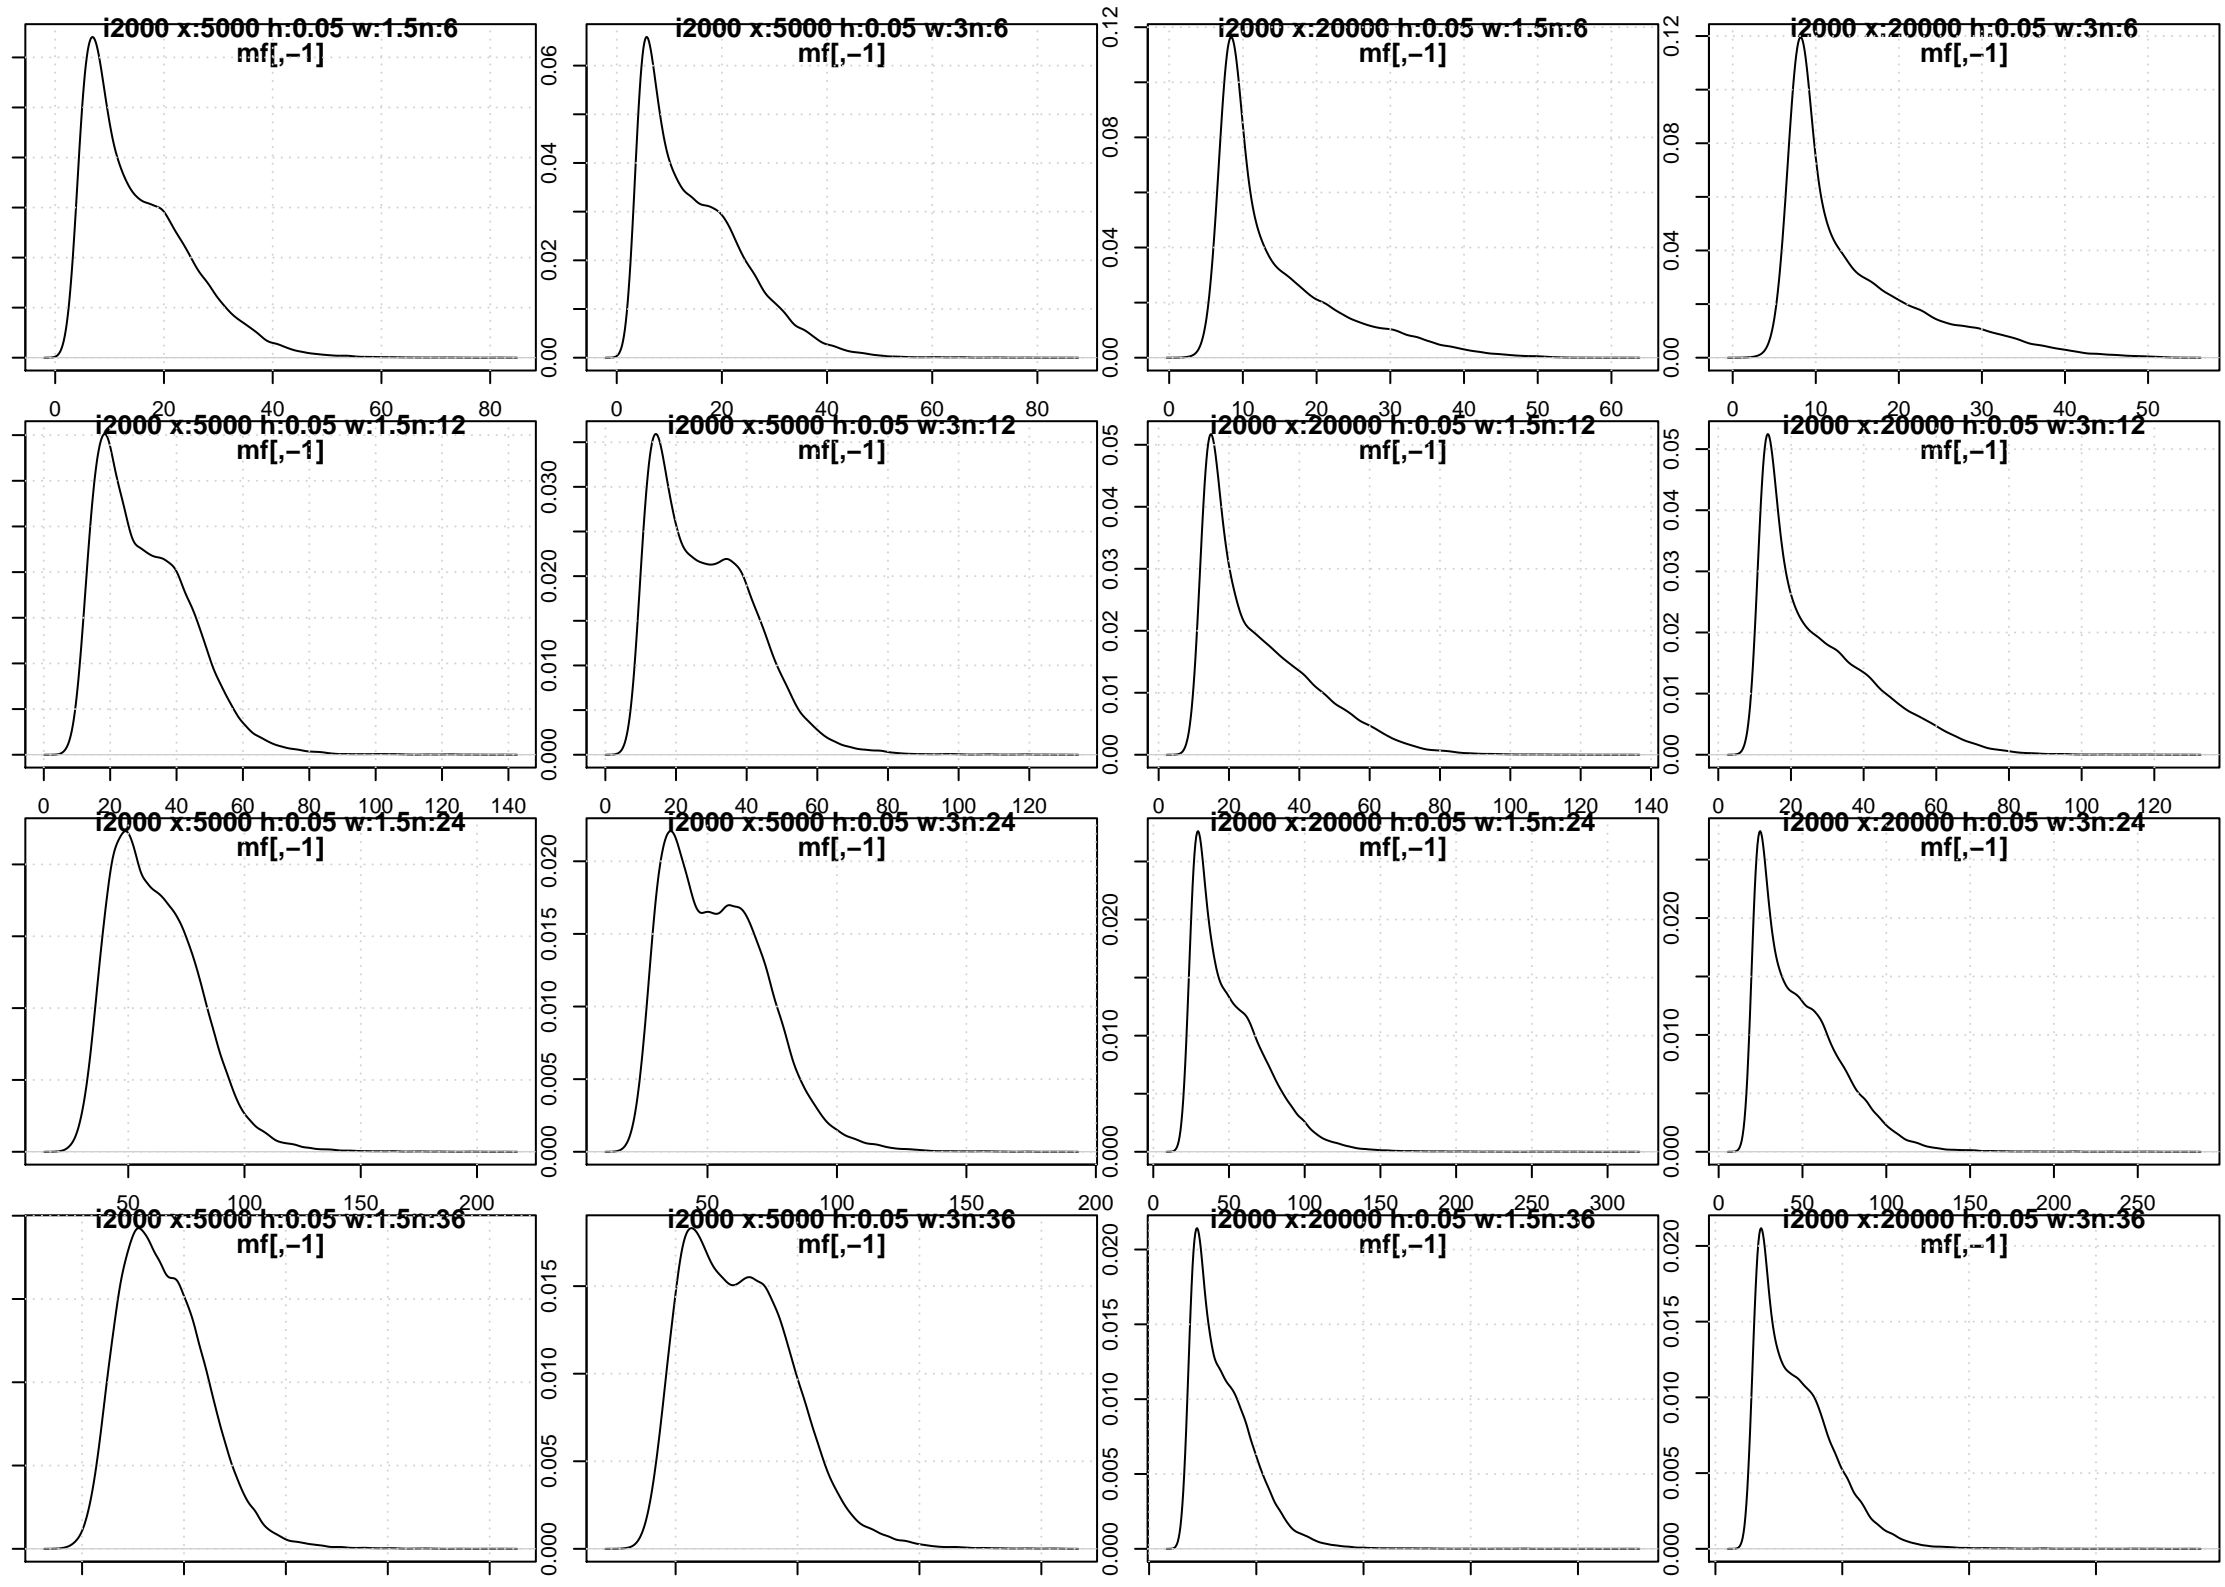 i2000 x:5000 h:0.05 w:1.5n:6
mf[,−1]
0 20 40 60 80
i2000 x:5000 h:0.05 w:3n:6
mf[,−1]
0.00 0.02 0.04 0.06
0 20 40 60 80
i2000 x:20000 h:0.05 w:1.5n:6
mf[,−1]
0.00 0.04 0.08 0.12
0 10 20 30 40 50 60
i2000 x:20000 h:0.05 w:3n:6
mf[,−1]
0.00 0.04 0.08 0.12
0 10 20 30 40 50
i2000 x:5000 h:0.05 w:1.5n:12
mf[,−1]
0 20 40 60 80 100 120 140
i2000 x:5000 h:0.05 w:3n:12
mf[,−1]
0.000 0.010 0.020 0.030
0 20 40 60 80 100 120
i2000 x:20000 h:0.05 w:1.5n:12
mf[,−1]
0.00 0.01 0.02 0.03 0.04 0.05
0 20 40 60 80 100 120 140
i2000 x:20000 h:0.05 w:3n:12
mf[,−1]
0.00 0.01 0.02 0.03 0.04 0.05
0 20 40 60 80 100 120
i2000 x:5000 h:0.05 w:1.5n:24
mf[,−1]
50 100 150 200
i2000 x:5000 h:0.05 w:3n:24
mf[,−1]
0.000 0.005 0.010 0.015 0.020
50 100 150 200
i2000 x:20000 h:0.05 w:1.5n:24
mf[,−1]
0.000 0.010 0.020
0 50 100 150 200 250 300
i2000 x:20000 h:0.05 w:3n:24
mf[,−1]
0.000 0.010 0.020
0 50 100 150 200 250
i2000 x:5000 h:0.05 w:1.5n:36
mf[,−1]
i2000 x:5000 h:0.05 w:3n:36
mf[,−1]
0.000 0.005 0.010 0.015
i2000 x:20000 h:0.05 w:1.5n:36
mf[,−1]
0.000 0.005 0.010 0.015 0.020
i2000 x:20000 h:0.05 w:3n:36
mf[,−1]
0.000 0.005 0.010 0.015 0.020